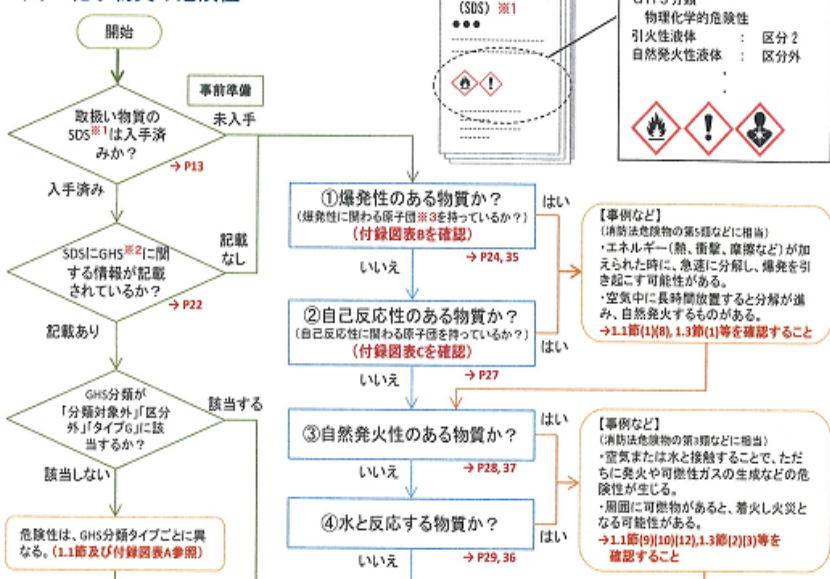 開始
事前準備
取扱い物質の
SDS※1は入手済
みか？
未入手
→ P13
入手済み
SDSにGHS※2に関
する情報が記載
されているか？
記載
なし
→ P22
記載あり
GHS分類が
「分類対象外」「区分
外」「タイプG」に該
当するか？
該当する
該当しない
危険性は、GHS分類タイプごとに異
なる。（1.1節及び付録図表A参照）
（SDS）※1
●●●
物理化学的危険性
引火性液体　：　区分2
自然発火性液体　：　区分外
・
・
①爆発性のある物質か？
（爆発性に関わる原子団※3を持っているか？）
（付録図表Bを確認）
はい
→ P24, 35
いいえ
②自己反応性のある物質か？
（自己反応性に関わる原子団を持っているか？）
（付録図表Cを確認）
はい
→ P27
いいえ
③自然発火性のある物質か？
はい
→ P28, 37
いいえ
④水と反応する物質か？
はい
→ P29, 36
いいえ
【事例など】
（消防法危険物の第5類などに相当）
・エネルギー（熱、衝撃、摩擦など）が加
えられた時に、急速に分解し、爆発を引
き起こす可能性がある。
・空気中に長時間放置すると分解が進
み、自然発火するものがある。
→1.1節(1)(8), 1.3節(1)等を確認すること
【事例など】
（消防法危険物の第3類などに相当）
・空気または水と接触することで、ただ
ちに発火や可燃性ガスの生成などの危
険性が生じる。
・周囲に可燃物があると、着火し火災と
なる可能性がある。
→1.1節(9)(10)(12),1.3節(2)(3)等を
確認すること